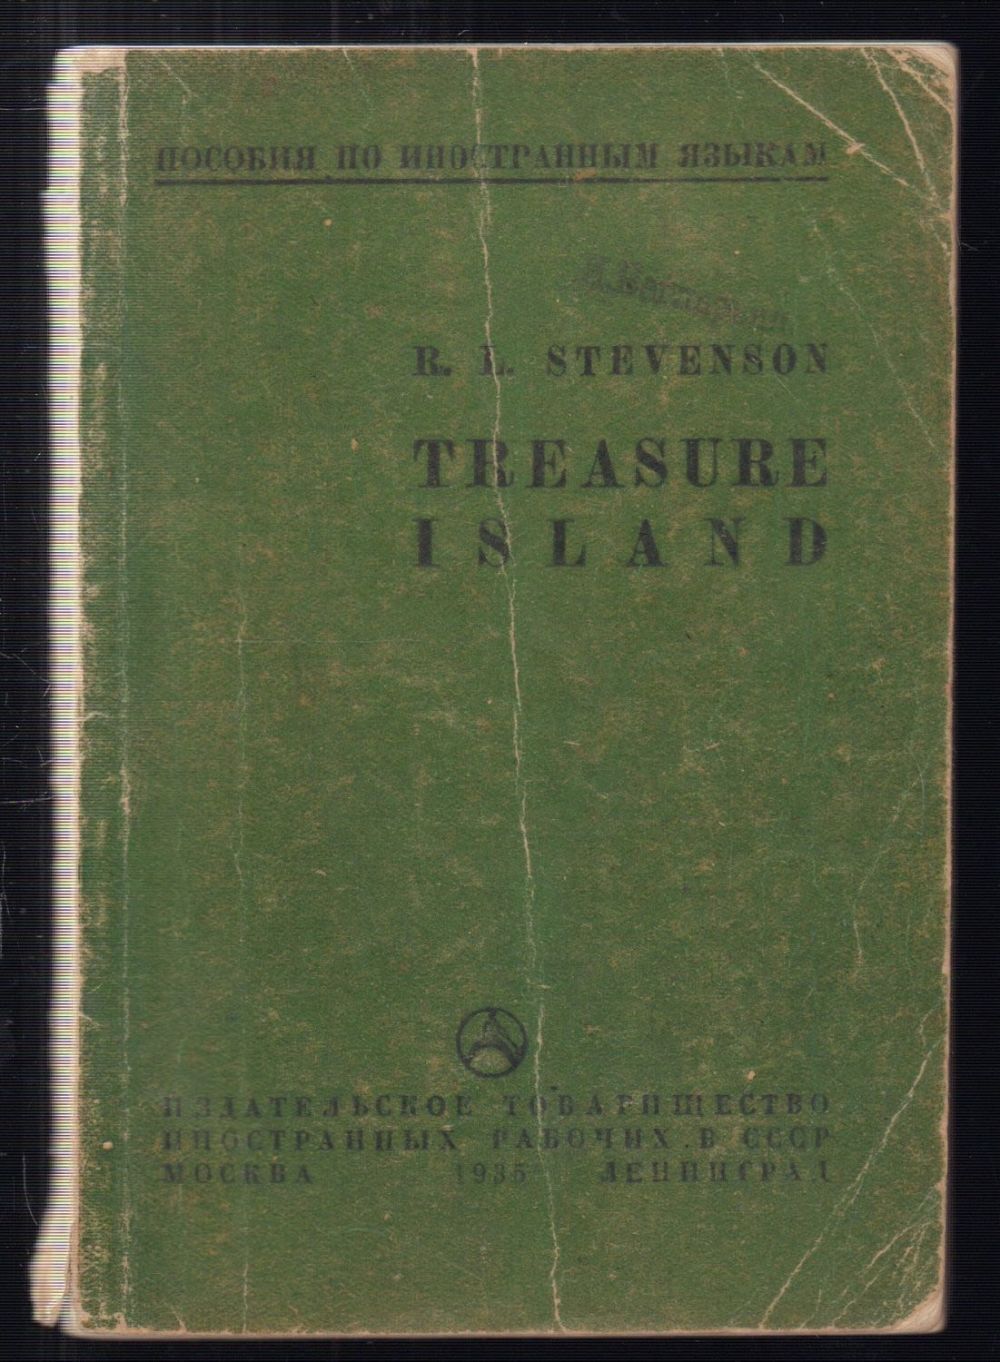 ПОСОБИЯ ПО ИНОСТРАННЫМ ЯЗЫКАМ
R. L. STEVENSON
TREASURE
ISLAND
ИЗДАТЕЛЬСКОЕ ТОВАРИЩЕСТВО
ИНОСТРАННЫХ РАБОЧИХ В СССР
МОСКВА 1935 ЛЕНИНГРАД